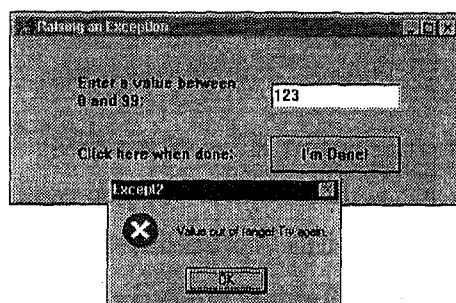 Raising an Exception
Enter a value between
0 and 99:
123
Click here when done:
I'm Done!
Except2
Value out of range! Try again.
OK